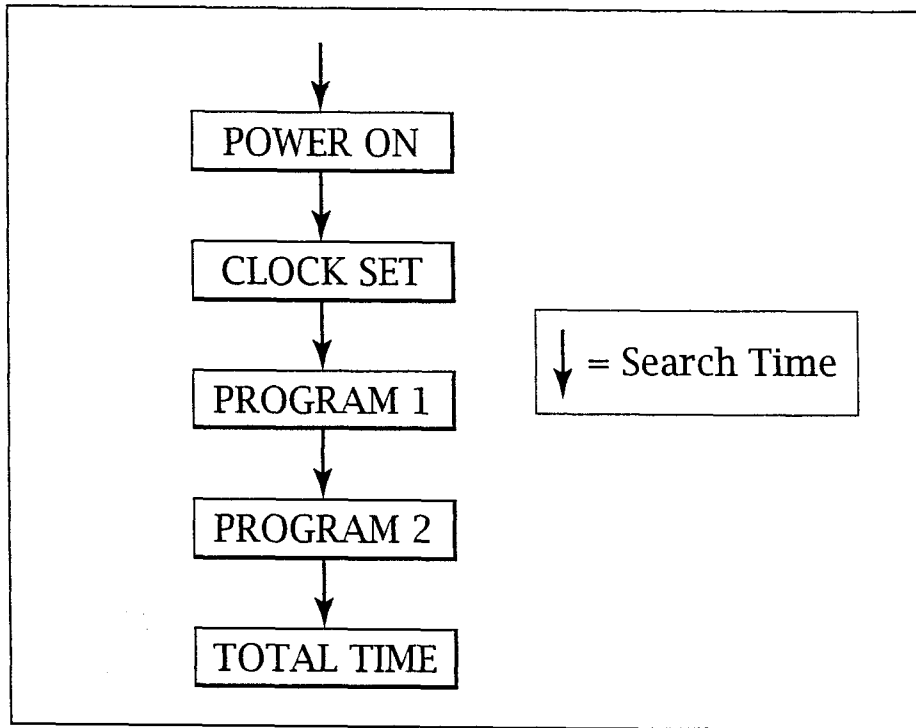 POWER ON
CLOCK SET
PROGRAM 1
= Search Time
PROGRAM 2
TOTAL TIME